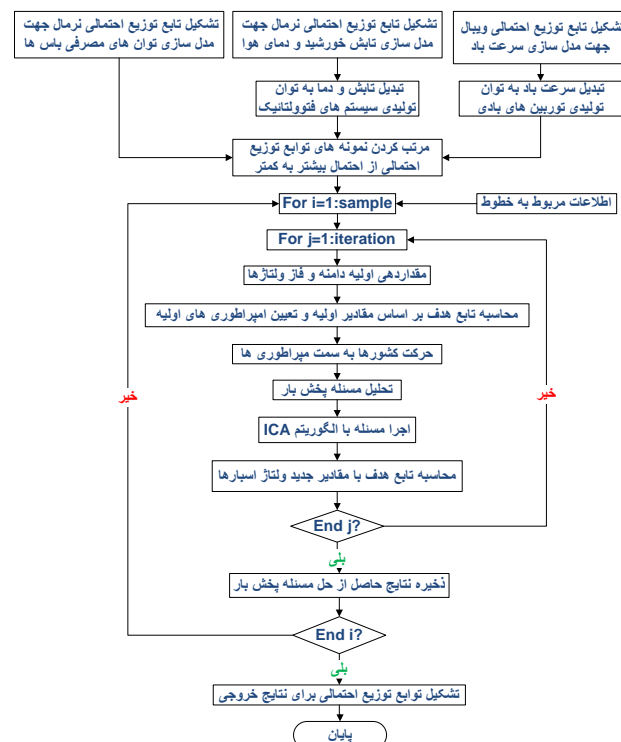 تشکیل تابع توزیع احتمالی ویبال
جهت مدل سازی سرعت باد
تشکیل تابع توزیع احتمالی نرمال جهت
مدل سازی تابش خورشید و دمای هوا
تشکیل تابع توزیع احتمالی نرمال جهت
مدل سازی توان های مصرفی باس ها
تبدیل سرعت باد به توان
تولیدی توربین های بادی
تبدیل تابش و دما به توان
تولیدی سیستم های فتوولتائیک
مرتب کردن نمونه های توابع توزیع
احتمالی از احتمال بیشتر به کمتر
اطلاعات مربوط به خطوط
For i=1:sample
For j=1:iteration
مقداردهی اولیه دامنه و فاز ولتاژها
محاسبه تابع هدف بر اساس مقادیر اولیه و تعیین امپراطوری های اولیه
حرکت کشورها به سمت مپراطوری ها
تحلیل مسئله پخش بار
اجرا مسئله با الگوریتم ICA
محاسبه تابع هدف با مقادیر جدید ولتاژ اسبارها
End j?
خیر
بلی
ذخیره نتایج حاصل از حل مسئله پخش بار
End i?
خیر
بلی
تشکیل توابع توزیع احتمالی برای نتایج خروجی
پایان